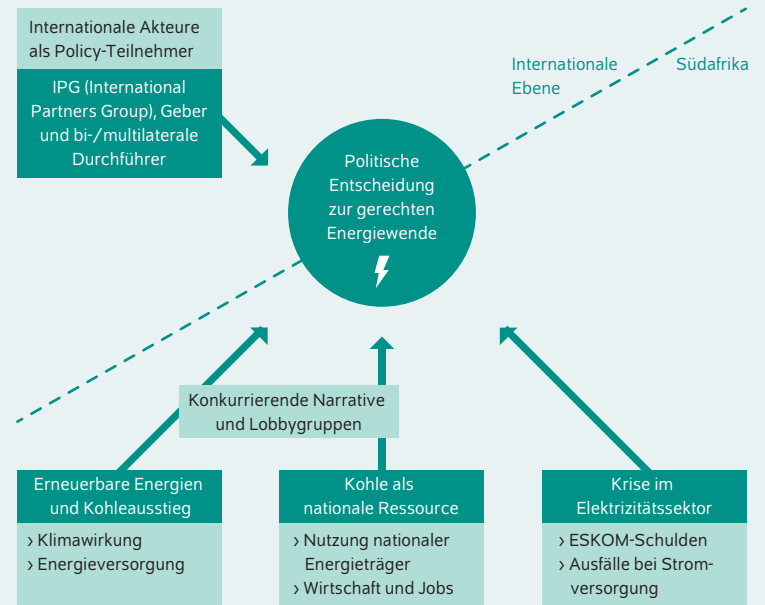 Internationale Akteure
als Policy-Teilnehmer
IPG (International
Partners Group), Geber
und bi-/multilaterale
Durchführer
Internationale
Ebene
Südafrika
Politische
Entscheidung
zur gerechten
Energiewende
Konkurrierende Narrative
und Lobbygruppen
Erneuerbare Energien
und Kohleausstieg
› Klimawirkung
› Energieversorgung
Kohle als
nationale Ressource
› Nutzung nationaler
Energieträger
› Wirtschaft und Jobs
Krise im
Elektrizitätssektor
› ESKOM-Schulden
› Ausfälle bei Strom-
versorgung